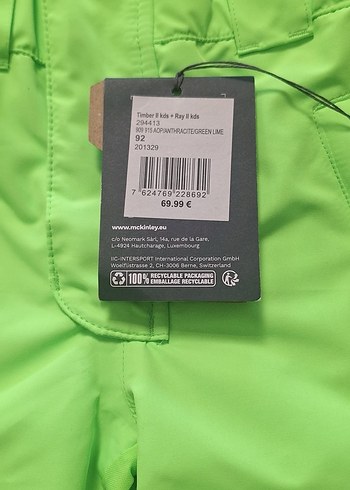 Timber II kds + Ray II kds
294413
909 915 AOP/ANTHRACITE/GREEN LIME
92
201329
7 624769 228692
69.99 €
www.mckinley.eu
c/o Neomark Sàrl, 14a, rue de la Gare,
L-4924 Hautcharage, Luxembourg
IIC-INTERSPORT International Corporation GmbH
Woelflistrasse 2, CH-3006 Berne, Switzerland
100% RECYCLABLE PACKAGING
EMBALLAGE RECYCLABLE